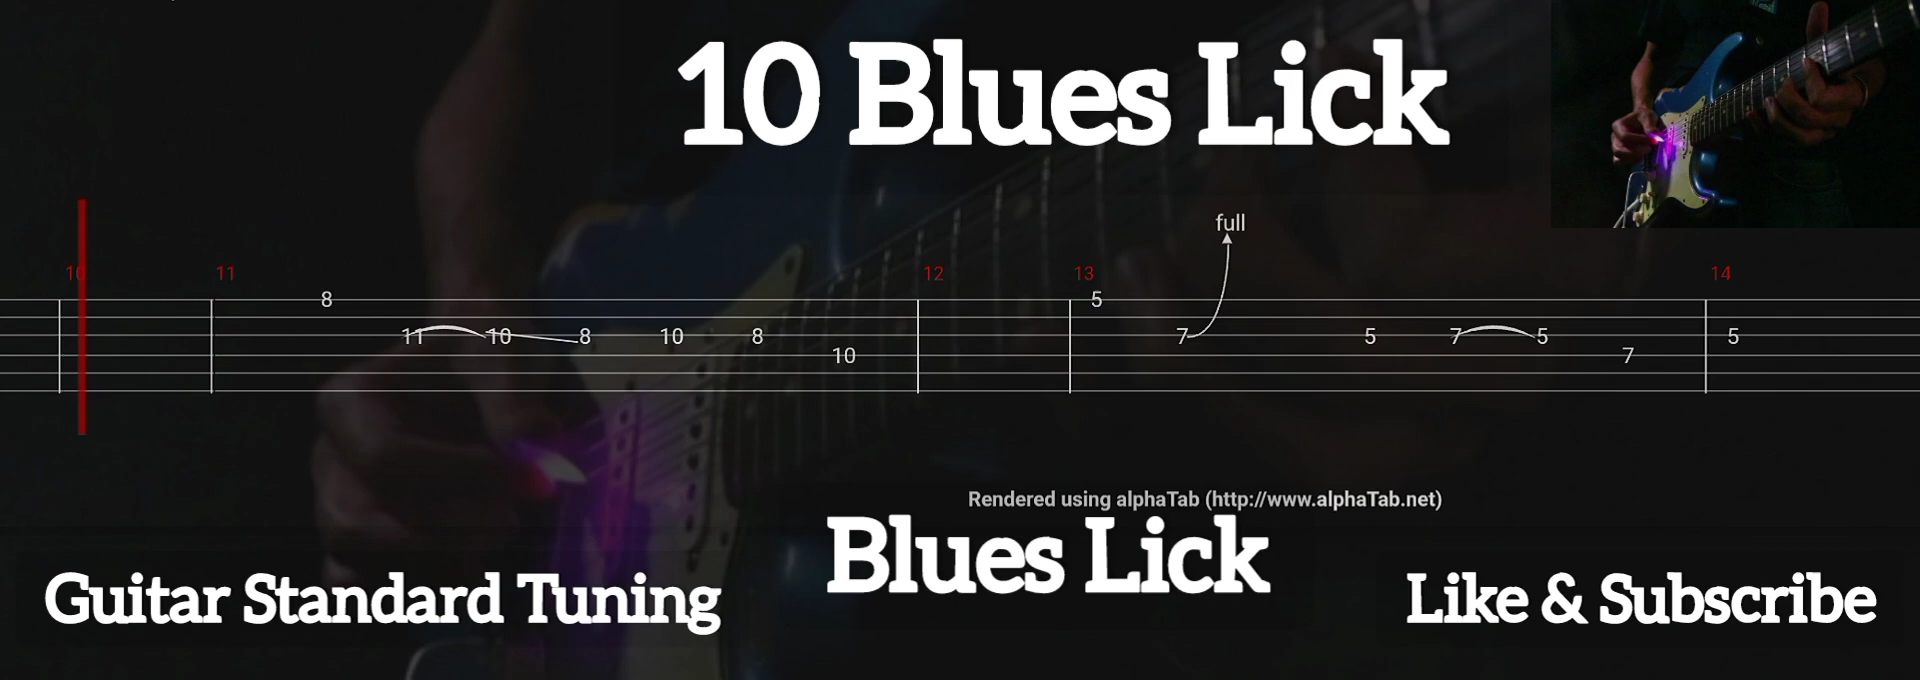 10 Blues Lick
full
10 11 12 13 14
8 5
11 10 8 10 8 7 5 7 5 5
10 7
Rendered using alphaTab (http://www.alphaTab.net)
Blues Lick
Guitar Standard Tuning
Like & Subscribe